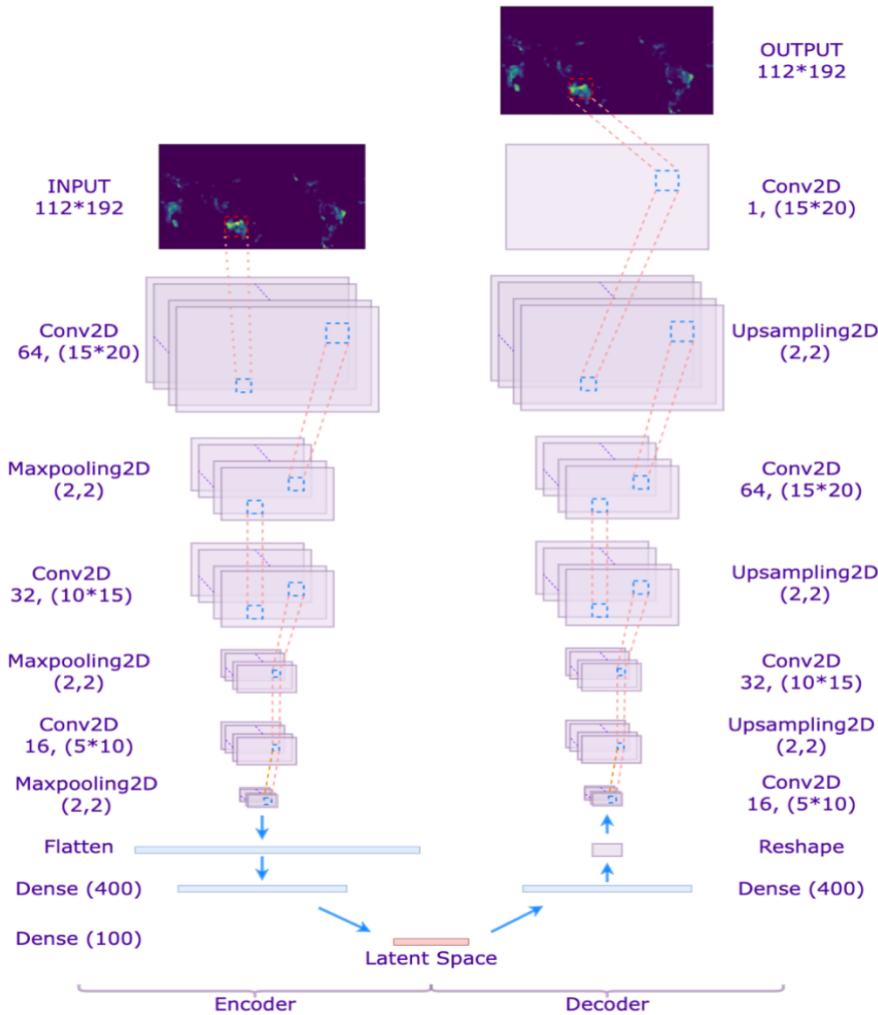 INPUT
112*192
Conv2D
64, (15*20)
Maxpooling2D
(2,2)
Conv2D
32, (10*15)
Maxpooling2D
(2,2)
Conv2D
16, (5*10)
Maxpooling2D
(2,2)
Flatten
Dense (400)
Dense (100)
Latent Space
Encoder
OUTPUT
112*192
Conv2D
1, (15*20)
Upsampling2D
(2,2)
Conv2D
64, (15*20)
Upsampling2D
(2,2)
Conv2D
32, (10*15)
Upsampling2D
(2,2)
Conv2D
16, (5*10)
Reshape
Dense (400)
Decoder